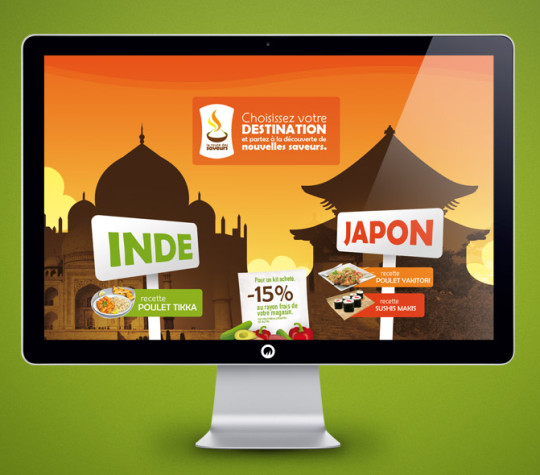 Choisissez votre
DESTINATION
et partez à la découverte de
nouvelles saveurs.
SAVEURS
INDE
JAPON
recette
POULET TIKKA
Pour un kit acheté,
-15%
au rayon frais de
votre magasin.
recette
POULET YAKITORI
recette
SUSHIS MAKIS